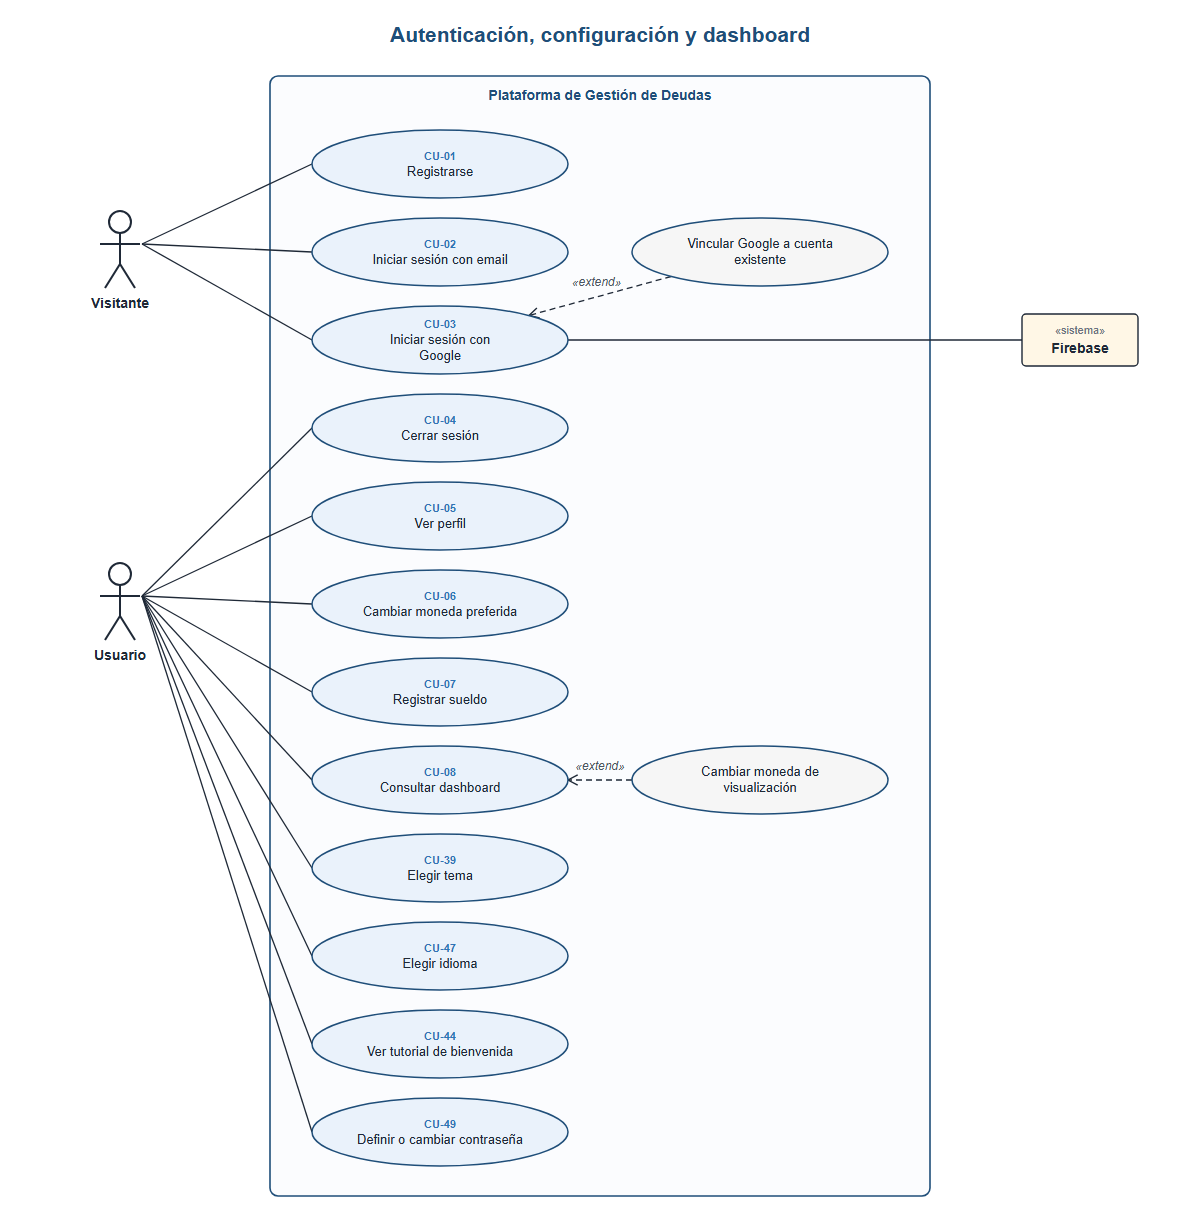 Autenticación, configuración y dashboard
Plataforma de Gestión de Deudas
CU-01
Registrarse
CU-02
Iniciar sesión con email
Vincular Google a cuenta
existente
«extend»
Visitante
CU-03
Iniciar sesión con
Google
«sistema»
Firebase
CU-04
Cerrar sesión
CU-05
Ver perfil
CU-06
Cambiar moneda preferida
Usuario
CU-07
Registrar sueldo
CU-08
Consultar dashboard
«extend»
Cambiar moneda de
visualización
CU-39
Elegir tema
CU-47
Elegir idioma
CU-44
Ver tutorial de bienvenida
CU-49
Definir o cambiar contraseña